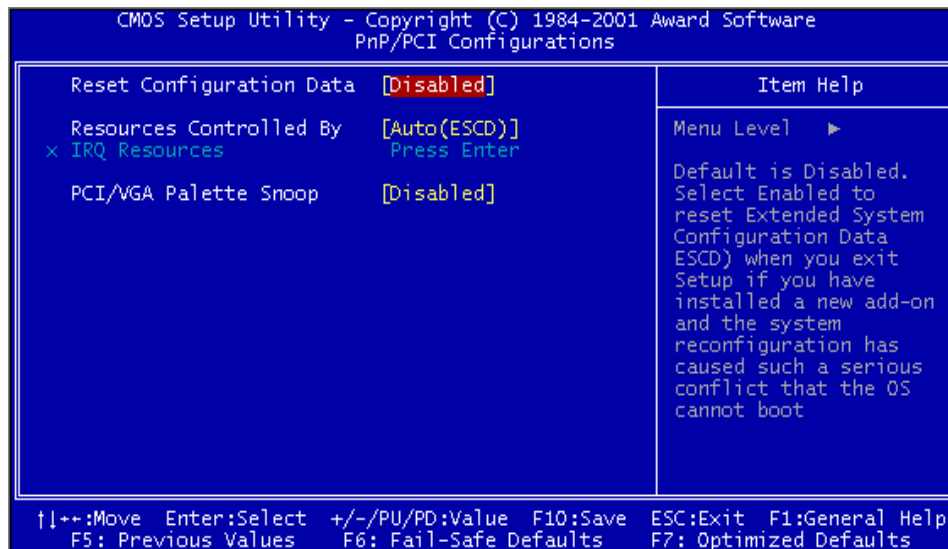 CMOS Setup Utility - Copyright (C) 1984-2001 Award Software
PnP/PCI Configurations
Reset Configuration Data [Disabled]
Resources Controlled By [Auto(ESCD)]
x IRQ Resources Press Enter
PCI/VGA Palette Snoop [Disabled]
Item Help
Menu Level ►
Default is Disabled.
Select Enabled to
reset Extended System
Configuration Data
ESCD) when you exit
Setup if you have
installed a new add-on
and the system
reconfiguration has
caused such a serious
conflict that the OS
cannot boot
↑↓←→:Move Enter:Select +/-/PU/PD:Value F10:Save ESC:Exit F1:General Help
F5: Previous Values F6: Fail-Safe Defaults F7: Optimized Defaults